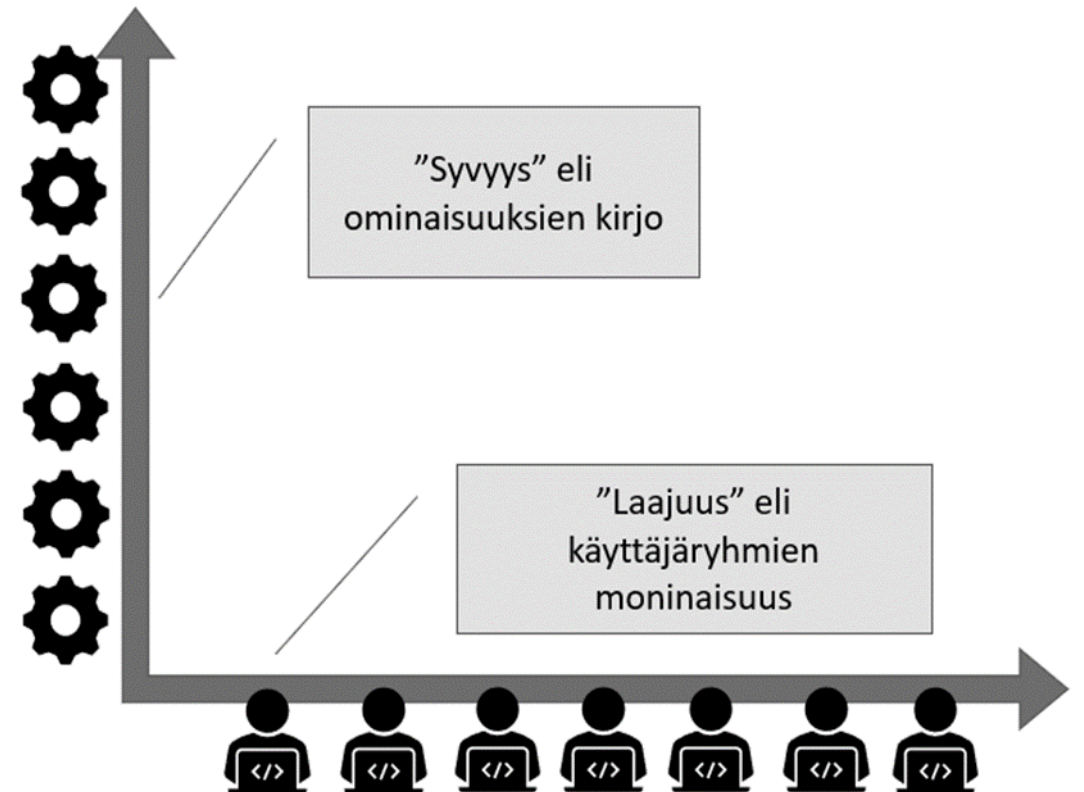 ”Syvyys” eli
ominaisuuksien kirjo
”Laajuus” eli
käyttäjäryhmien
moninaisuus
</>
</>
</>
</>
</>
</>
</>